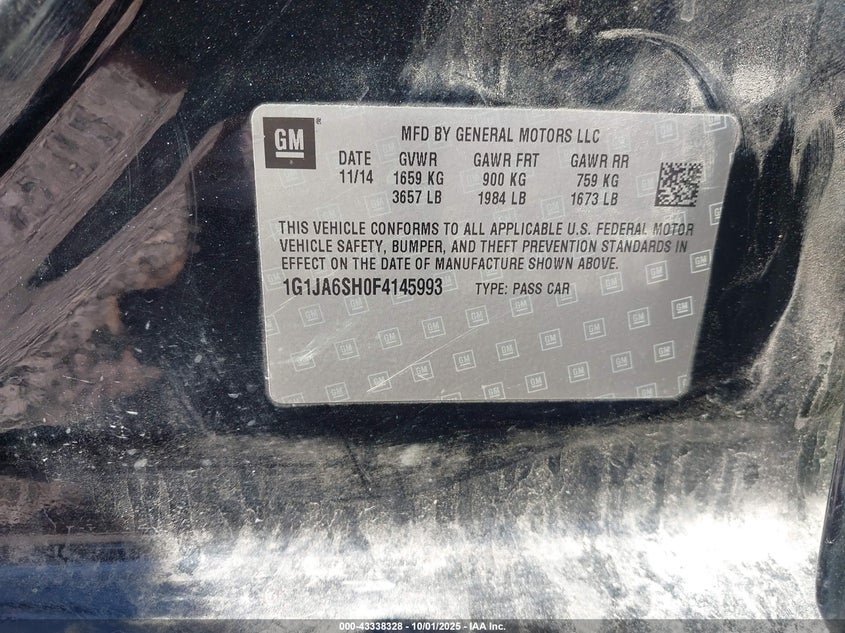 GM ®
MFD BY GENERAL MOTORS LLC
DATE GVWR GAWR FRT GAWR RR
11/14 1659 KG 900 KG 759 KG
3657 LB 1984 LB 1673 LB
THIS VEHICLE CONFORMS TO ALL APPLICABLE U.S. FEDERAL MOTOR
VEHICLE SAFETY, BUMPER, AND THEFT PREVENTION STANDARDS IN
EFFECT ON THE DATE OF MANUFACTURE SHOWN ABOVE.
1G1JA6SH0F4145993 TYPE: PASS CAR
000-43338328 - 10/01/2025 - IAA Inc.